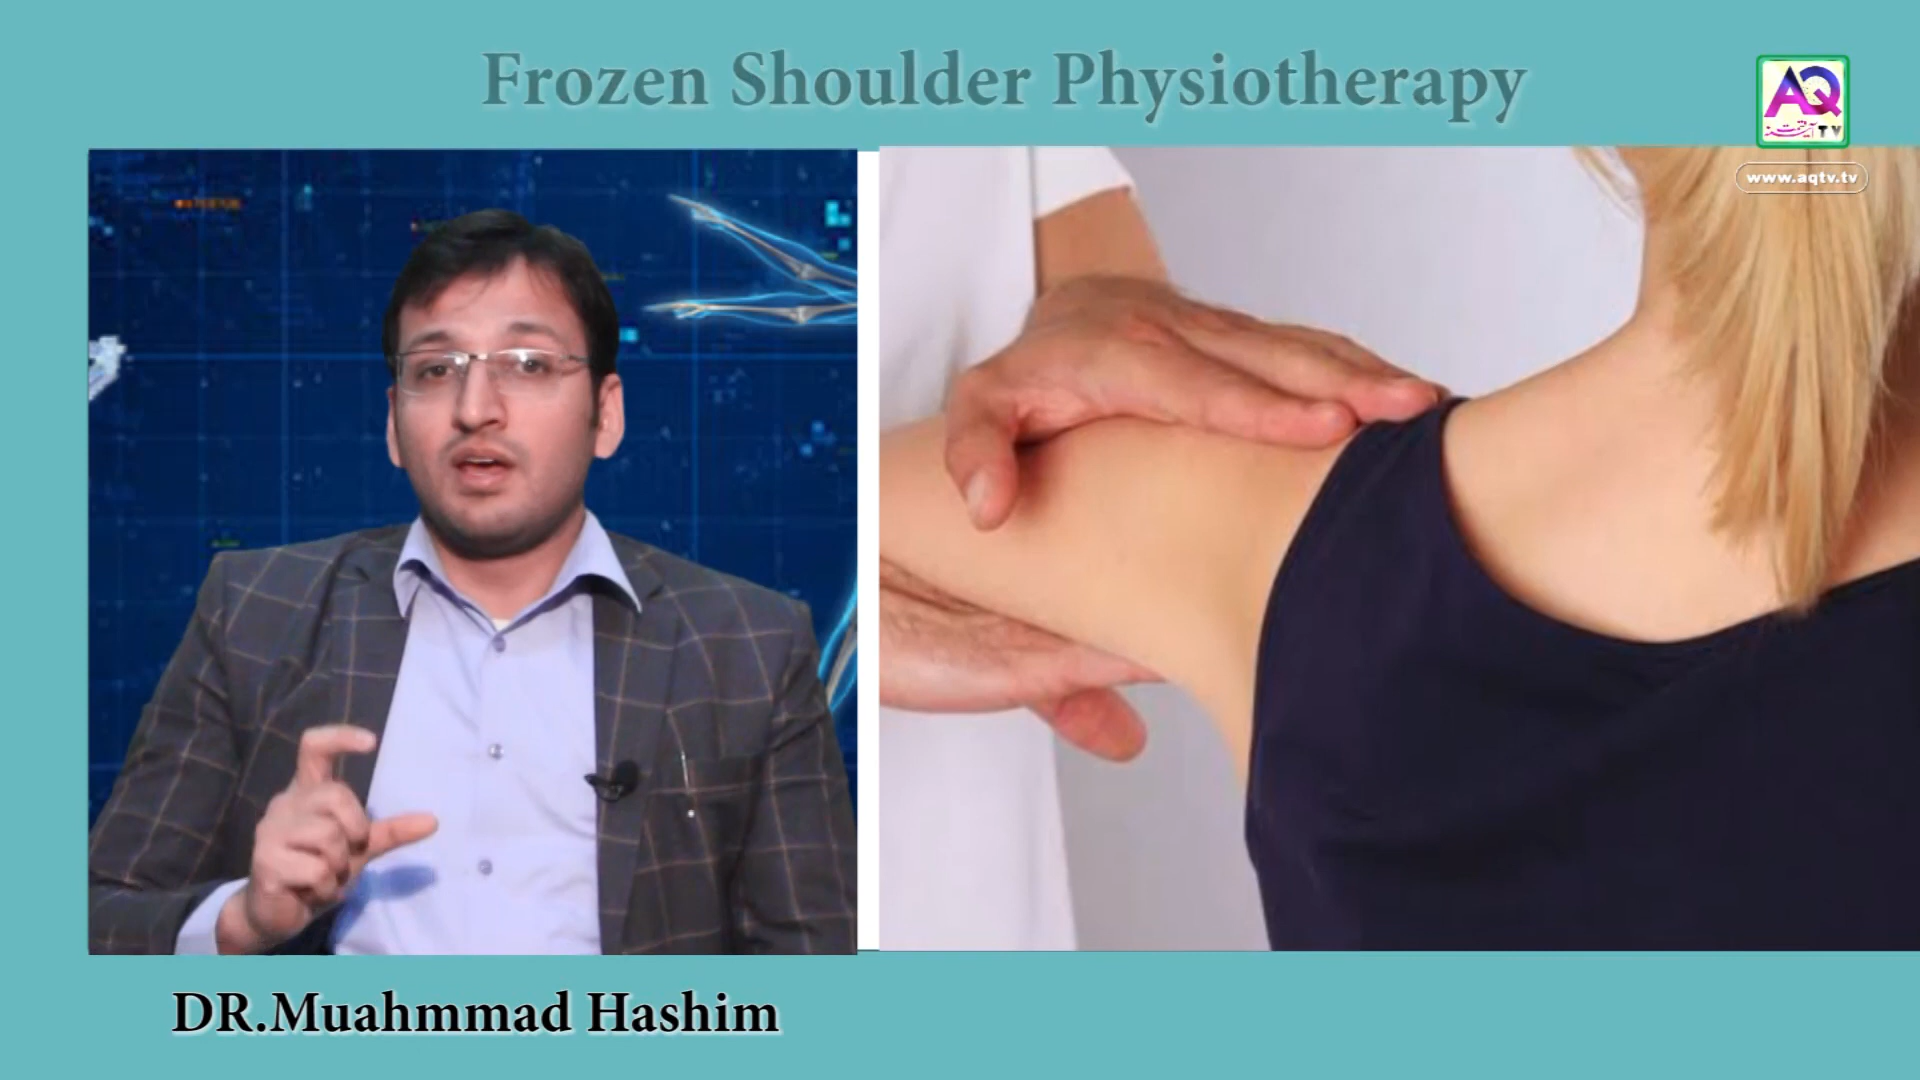 Frozen Shoulder Physiotherapy
AQ
TV
www.aqtv.tv
DR.Muahmmad Hashim